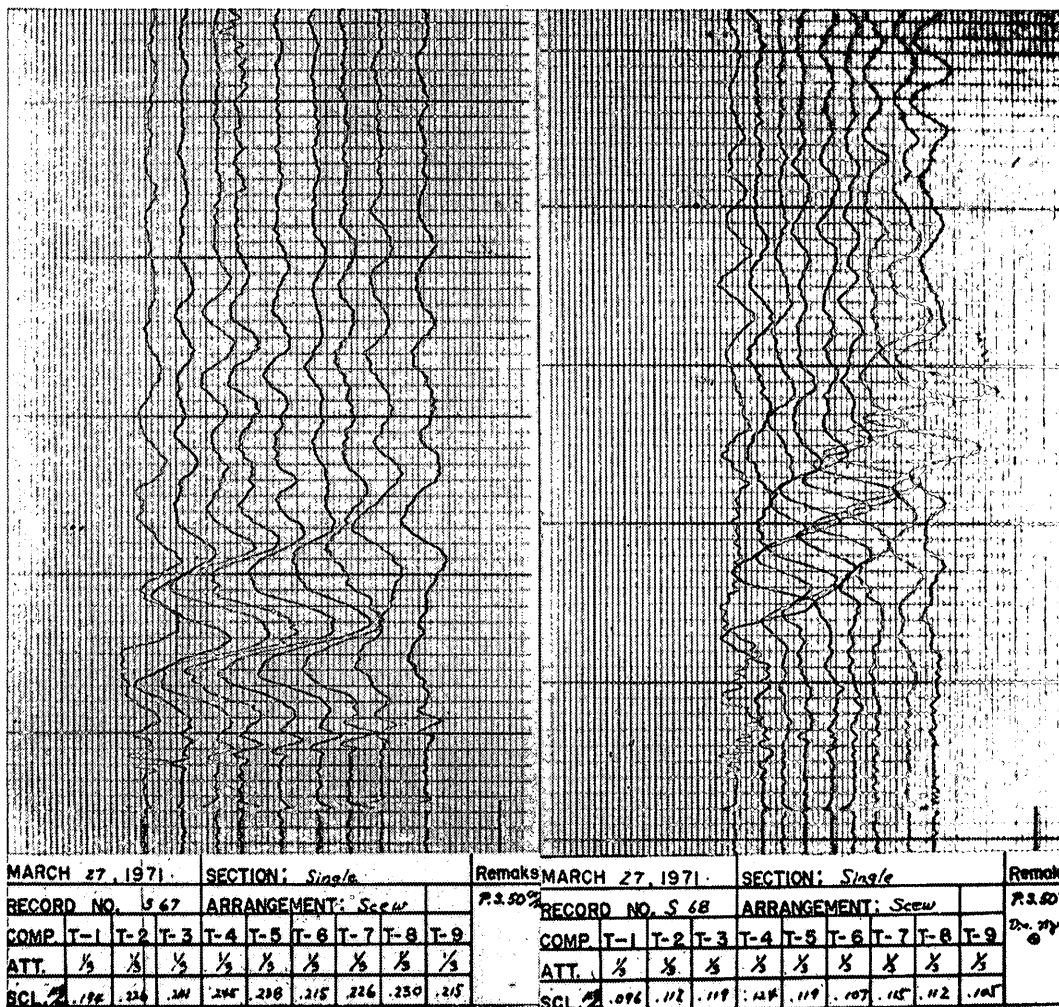 MARCH 27, 1971. SECTION: Single Remaks
RECORD NO. S 67 ARRANGEMENT: Scew P.S.50%
COMP. T-1 T-2 T-3 T-4 T-5 T-6 T-7 T-8 T-9
ATT. ⅓ ⅓ ⅓ ⅓ ⅓ ⅓ ⅓ ⅓ ⅓
SCL. .194 .226 .241 .245 .238 .215 .226 .230 .215
MARCH 27, 1971. SECTION: Single Remak
RECORD NO. S 68 ARRANGEMENT: Scew P.S.50
COMP. T-1 T-2 T-3 T-4 T-5 T-6 T-7 T-8 T-9
ATT. ⅓ ⅓ ⅓ ⅓ ⅓ ⅓ ⅓ ⅓ ⅓
SCL. .096 .112 .119 .124 .119 .107 .115 .112 .105